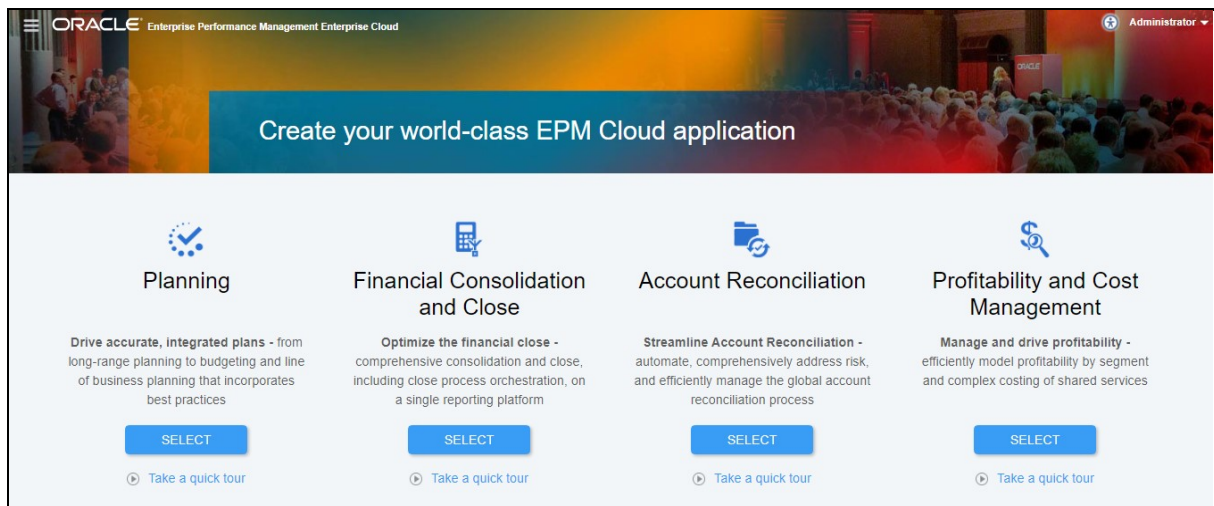 ORACLE Enterprise Performance Management Enterprise Cloud
Administrator
ORACLE
Create your world-class EPM Cloud application
Planning
Drive accurate, integrated plans - from
long-range planning to budgeting and line
of business planning that incorporates
best practices
SELECT
Take a quick tour
Financial Consolidation
and Close
Optimize the financial close -
comprehensive consolidation and close,
including close process orchestration, on
a single reporting platform
SELECT
Take a quick tour
Account Reconciliation
Streamline Account Reconciliation -
automate, comprehensively address risk,
and efficiently manage the global account
reconciliation process
SELECT
Take a quick tour
Profitability and Cost
Management
Manage and drive profitability -
efficiently model profitability by segment
and complex costing of shared services
SELECT
Take a quick tour